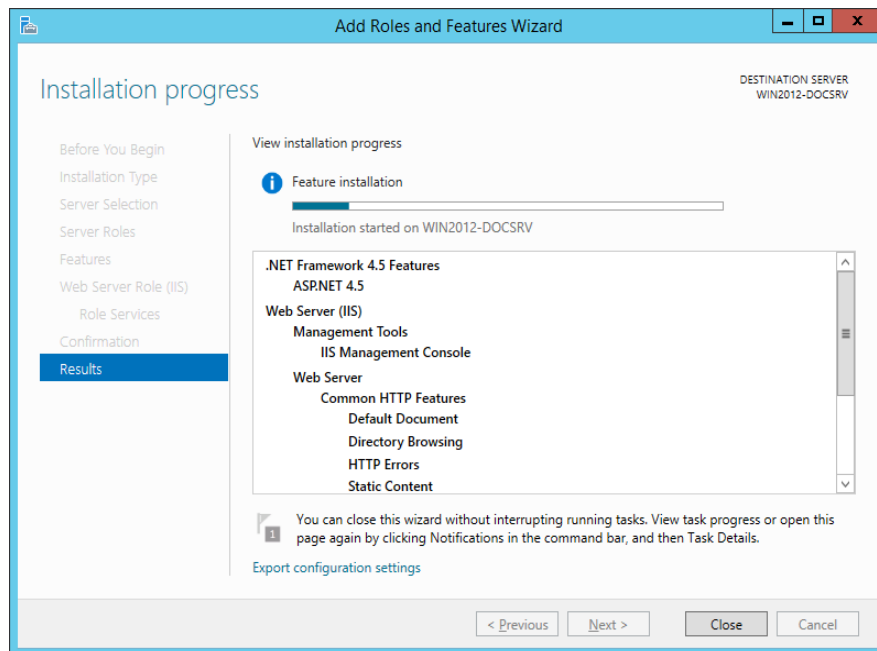 Add Roles and Features Wizard
Installation progress
DESTINATION SERVER
WIN2012-DOCSRV
Before You Begin
Installation Type
Server Selection
Server Roles
Features
Web Server Role (IIS)
Role Services
Confirmation
Results
View installation progress
Feature installation
Installation started on WIN2012-DOCSRV
.NET Framework 4.5 Features
ASP.NET 4.5
Web Server (IIS)
Management Tools
IIS Management Console
Web Server
Common HTTP Features
Default Document
Directory Browsing
HTTP Errors
Static Content
1
You can close this wizard without interrupting running tasks. View task progress or open this
page again by clicking Notifications in the command bar, and then Task Details.
Export configuration settings
< Previous
Next >
Close
Cancel